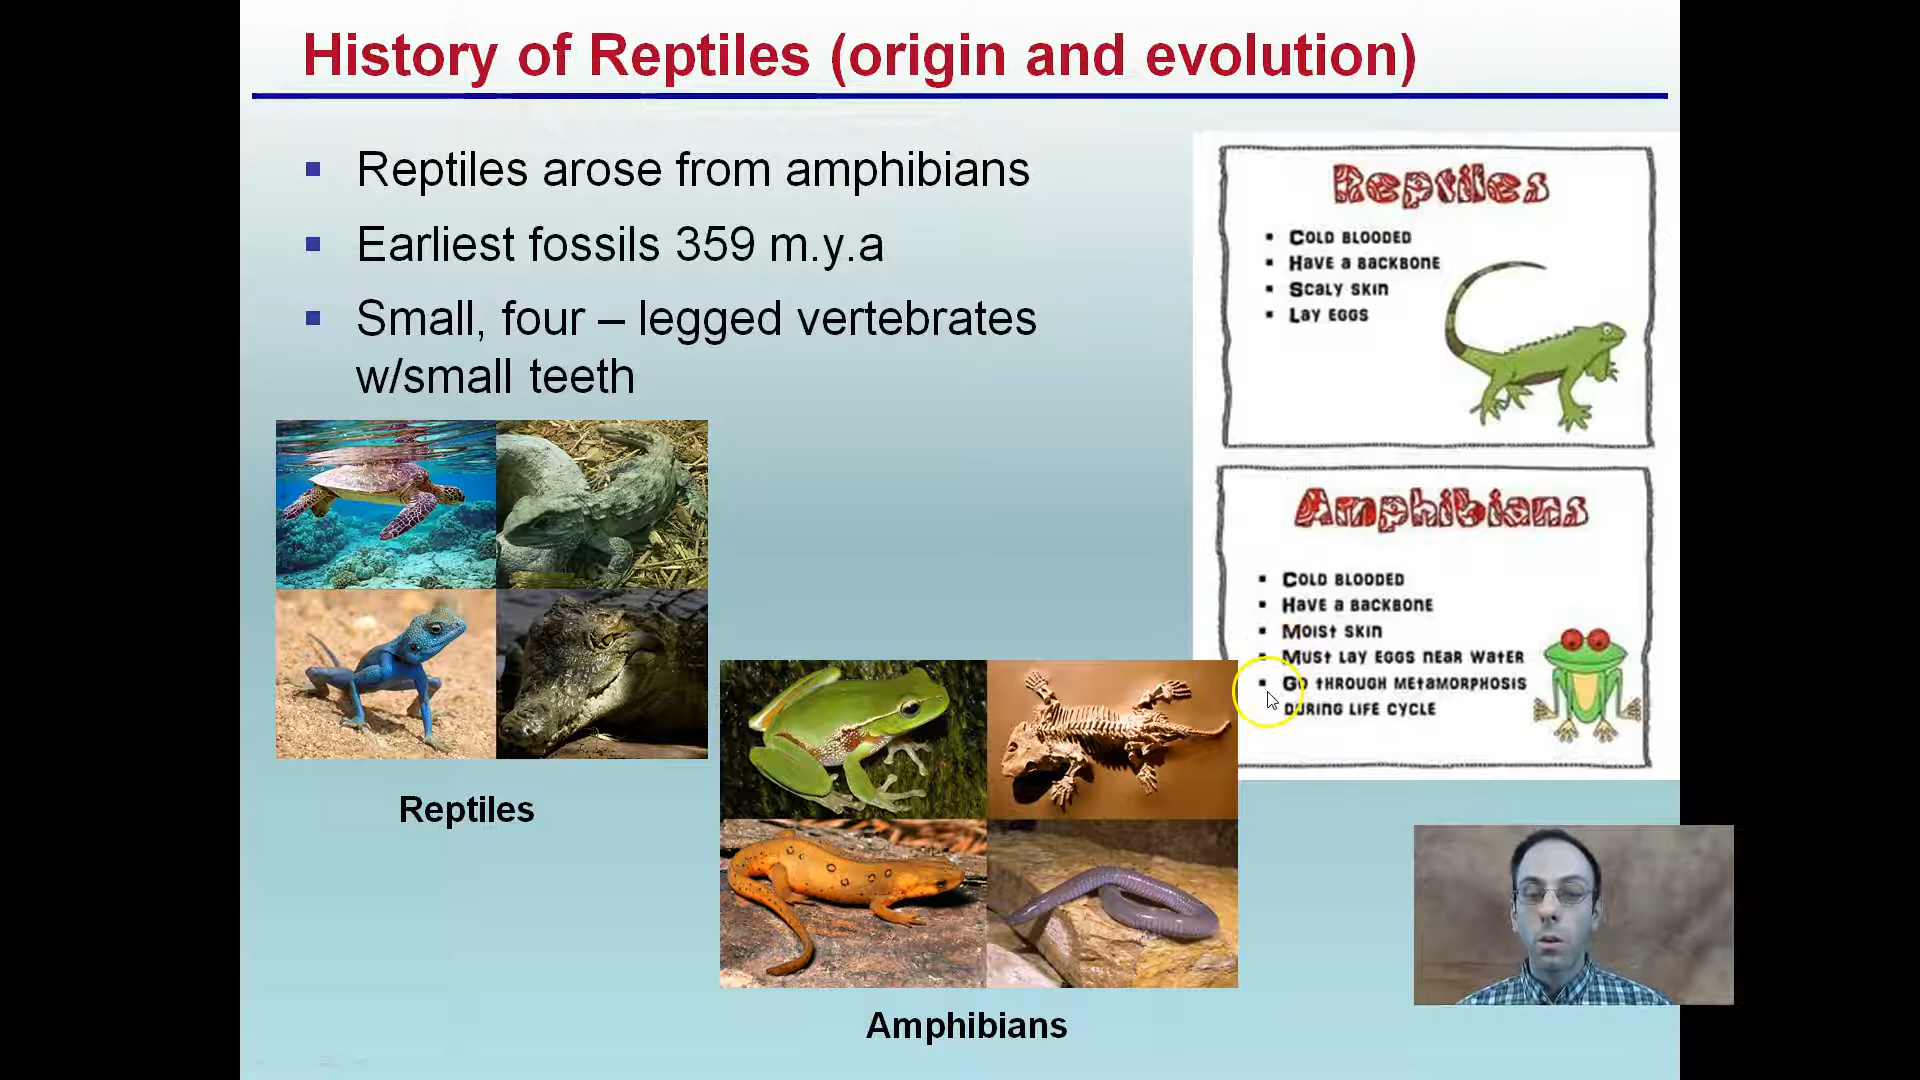 History of Reptiles (origin and evolution)
Reptiles arose from amphibians
Earliest fossils 359 m.y.a
Small, four – legged vertebrates
w/small teeth
Reptiles
Cold blooded
Have a backbone
Scaly skin
Lay eggs
Amphibians
Cold blooded
Have a backbone
Moist skin
Must lay eggs near water
Go through metamorphosis
during life cycle
Reptiles
Amphibians